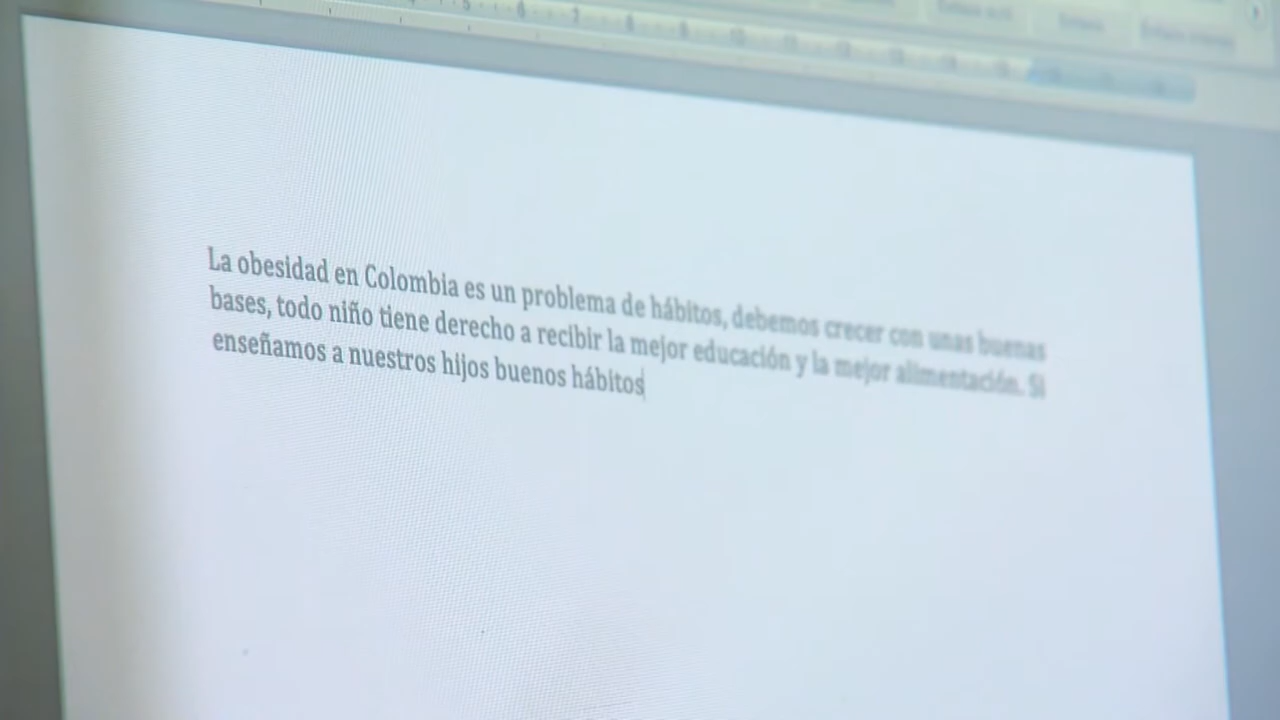 La obesidad en Colombia es un problema de hábitos, debemos crecer con unas buenas
bases, todo niño tiene derecho a recibir la mejor educación y la mejor alimentación. Si
enseñamos a nuestros hijos buenos hábitos